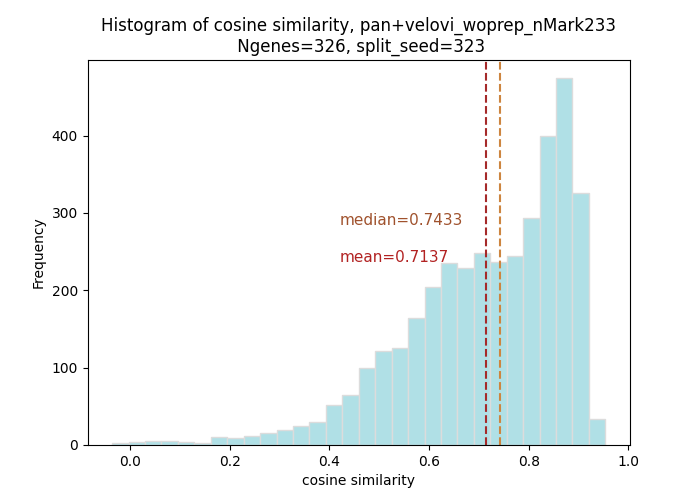 Histogram of cosine similarity, pan+velovi_woprep_nMark233
Ngenes=326, split_seed=323
400
300
200
100
0
Frequency
median=0.7433
mean=0.7137
0.0 0.2 0.4 0.6 0.8 1.0
cosine similarity